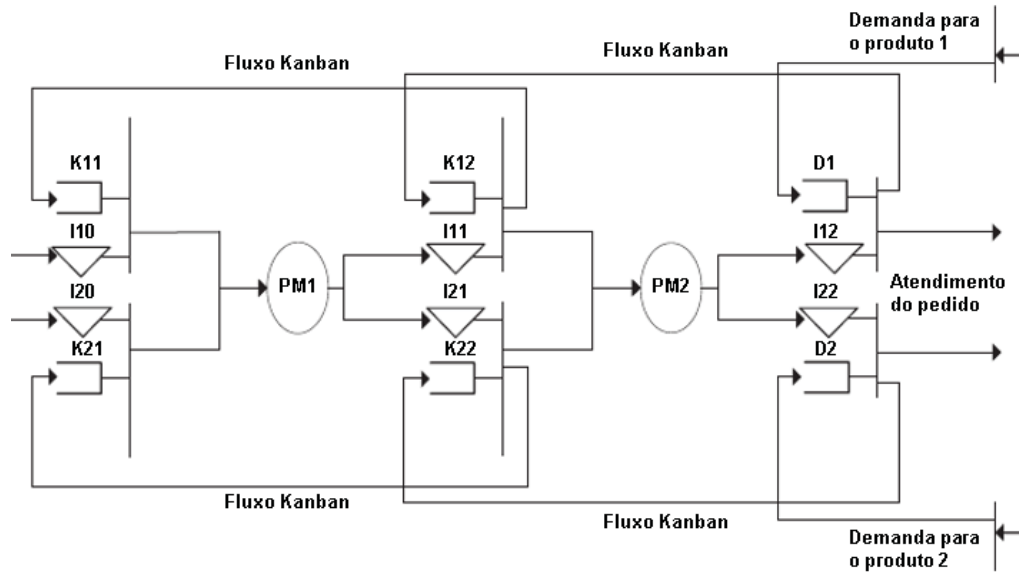 Demanda para
o produto 1
Fluxo Kanban
Fluxo Kanban
K11
K12
D1
I10
I11
I12
PM1
PM2
Atendimento
do pedido
I20
I21
I22
K21
K22
D2
Fluxo Kanban
Fluxo Kanban
Demanda para
o produto 2